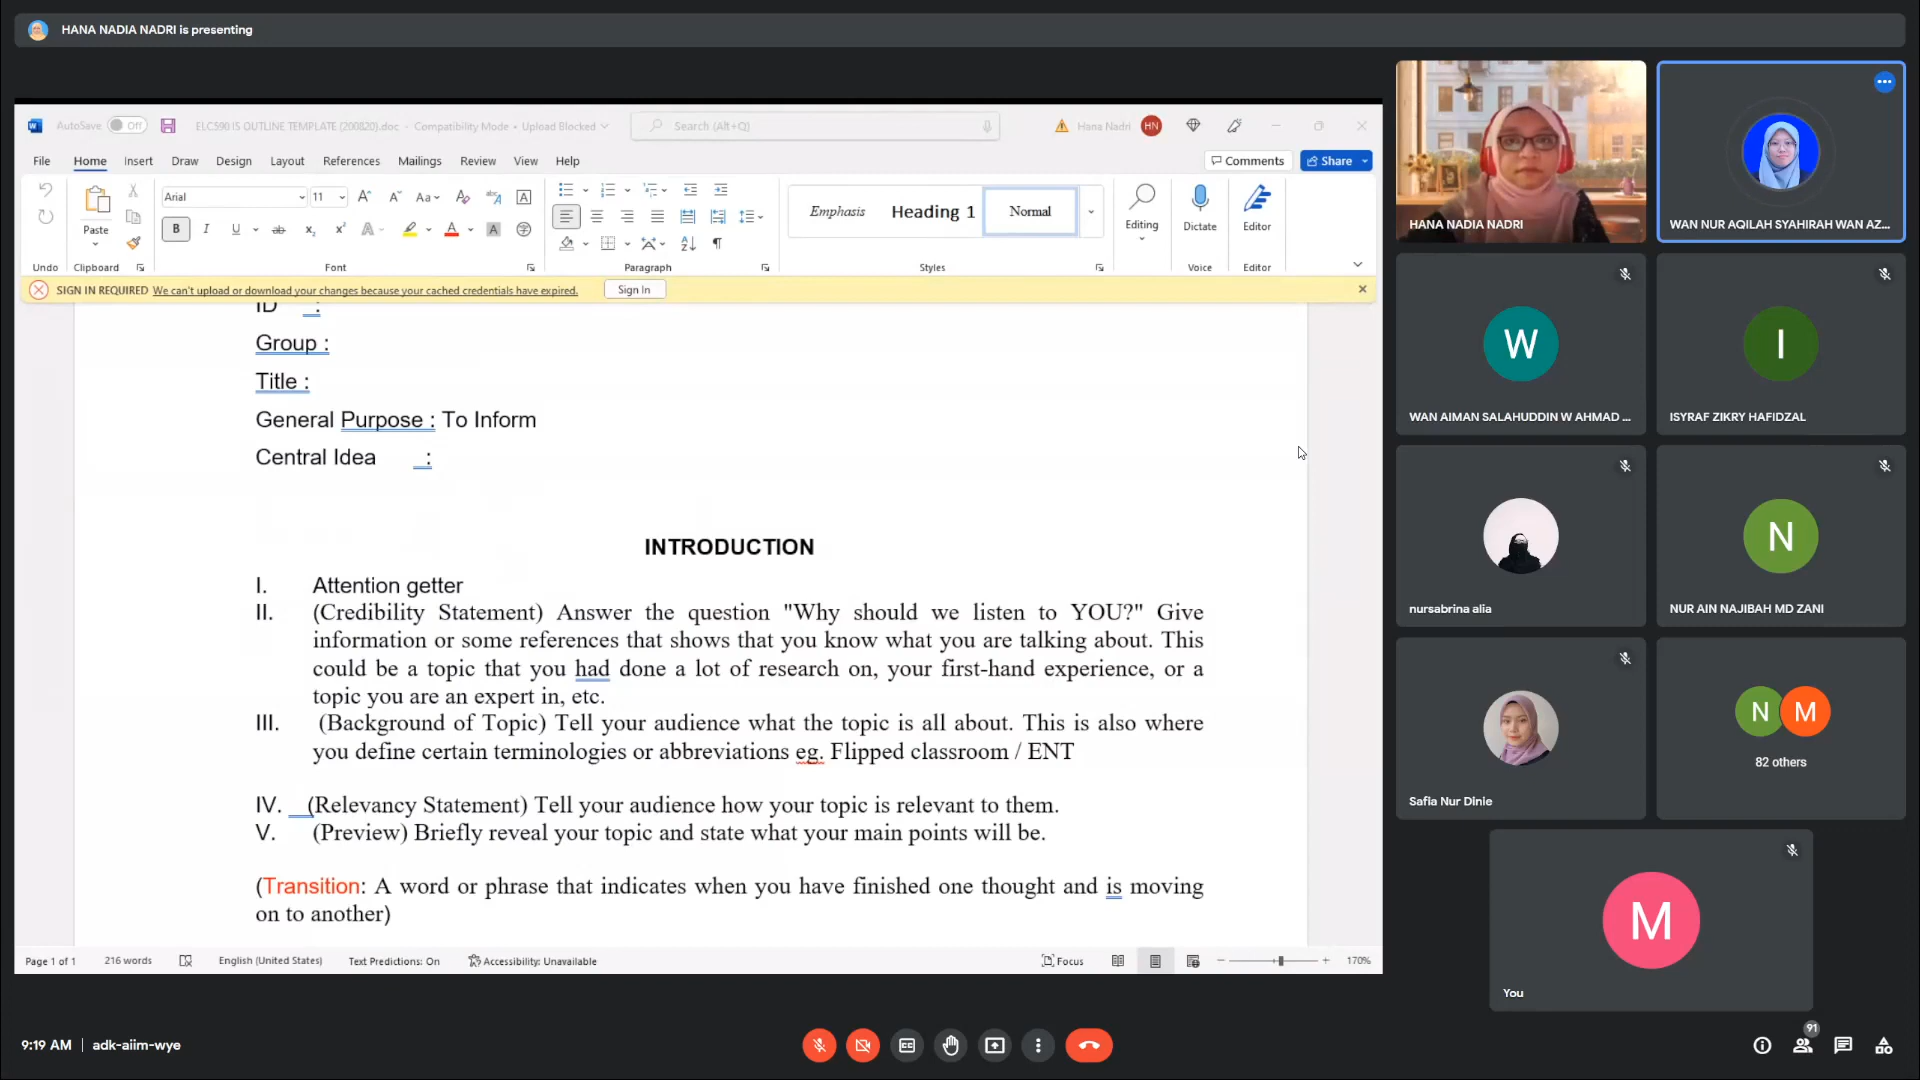 HANA NADIA NADRI is presenting
AutoSave Off ELC590 IS OUTLINE TEMPLATE (200820).doc - Compatibility Mode • Upload Blocked Search (Alt+Q) Hana Nadri HN
File Home Insert Draw Design Layout References Mailings Review View Help Comments Share
Arial 11 Aa A
Paste B I U ab x₂ x² A A A Emphasis Heading 1 Normal Editing Dictate Editor
Undo Clipboard Font Paragraph Styles Voice Editor
SIGN IN REQUIRED We can't upload or download your changes because your cached credentials have expired. Sign In
ID :
Group :
Title :
General Purpose : To Inform
Central Idea :
INTRODUCTION
I. Attention getter
II. (Credibility Statement) Answer the question "Why should we listen to YOU?" Give
information or some references that shows that you know what you are talking about. This
could be a topic that you had done a lot of research on, your first-hand experience, or a
topic you are an expert in, etc.
III. (Background of Topic) Tell your audience what the topic is all about. This is also where
you define certain terminologies or abbreviations eg. Flipped classroom / ENT
IV. (Relevancy Statement) Tell your audience how your topic is relevant to them.
V. (Preview) Briefly reveal your topic and state what your main points will be.
(Transition: A word or phrase that indicates when you have finished one thought and is moving
on to another)
Page 1 of 1 216 words English (United States) Text Predictions: On Accessibility: Unavailable Focus 170%
HANA NADIA NADRI
WAN NUR AQILAH SYAHIRAH WAN AZ...
W
WAN AIMAN SALAHUDDIN W AHMAD ...
I
ISYRAF ZIKRY HAFIDZAL
nursabrina alia
N
NUR AIN NAJIBAH MD ZANI
Safia Nur Dinie
N M
82 others
M
You
9:19 AM | adk-aiim-wye
91